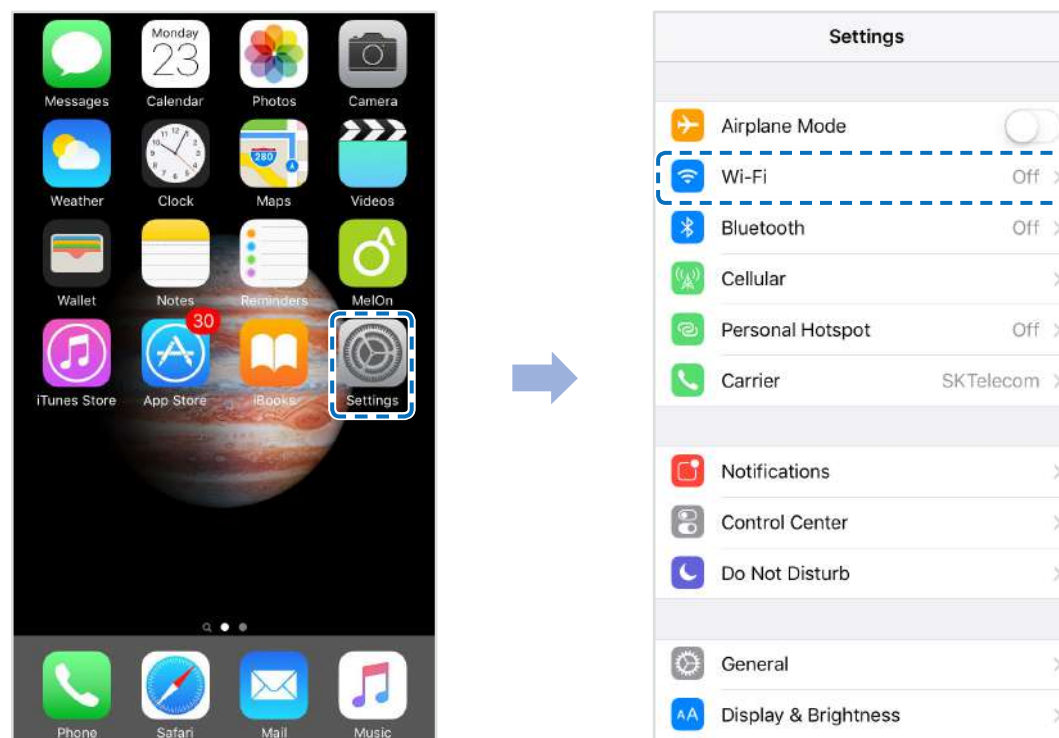 Monday
23
Messages Calendar Photos Camera
12
280
Weather Clock Maps Videos
Wallet Notes Reminders MelOn
30
iTunes Store App Store iBooks Settings
Phone Safari Mail Music
Settings
Airplane Mode
Wi-Fi Off
Bluetooth Off
Cellular
Personal Hotspot Off
Carrier SKTelecom
Notifications
Control Center
Do Not Disturb
General
AA Display & Brightness